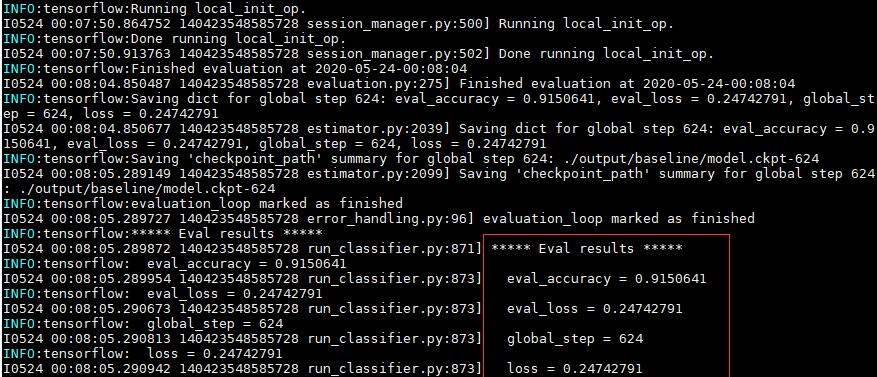 INFO:tensorflow:Running local_init_op.
I0524 00:07:50.864752 140423548585728 session_manager.py:500] Running local_init_op.
INFO:tensorflow:Done running local_init_op.
I0524 00:07:50.913763 140423548585728 session_manager.py:502] Done running local_init_op.
INFO:tensorflow:Finished evaluation at 2020-05-24-00:08:04
I0524 00:08:04.850487 140423548585728 evaluation.py:275] Finished evaluation at 2020-05-24-00:08:04
INFO:tensorflow:Saving dict for global step 624: eval_accuracy = 0.9150641, eval_loss = 0.24742791, global_st
ep = 624, loss = 0.24742791
I0524 00:08:04.850677 140423548585728 estimator.py:2039] Saving dict for global step 624: eval_accuracy = 0.9
150641, eval_loss = 0.24742791, global_step = 624, loss = 0.24742791
INFO:tensorflow:Saving 'checkpoint_path' summary for global step 624: ./output/baseline/model.ckpt-624
I0524 00:08:05.289149 140423548585728 estimator.py:2099] Saving 'checkpoint_path' summary for global step 624
: ./output/baseline/model.ckpt-624
INFO:tensorflow:evaluation_loop marked as finished
I0524 00:08:05.289727 140423548585728 error_handling.py:96] evaluation_loop marked as finished
INFO:tensorflow:***** Eval results *****
I0524 00:08:05.289872 140423548585728 run_classifier.py:871] ***** Eval results *****
INFO:tensorflow:  eval_accuracy = 0.9150641
I0524 00:08:05.289954 140423548585728 run_classifier.py:873]   eval_accuracy = 0.9150641
INFO:tensorflow:  eval_loss = 0.24742791
I0524 00:08:05.290673 140423548585728 run_classifier.py:873]   eval_loss = 0.24742791
INFO:tensorflow:  global_step = 624
I0524 00:08:05.290813 140423548585728 run_classifier.py:873]   global_step = 624
INFO:tensorflow:  loss = 0.24742791
I0524 00:08:05.290942 140423548585728 run_classifier.py:873]   loss = 0.24742791